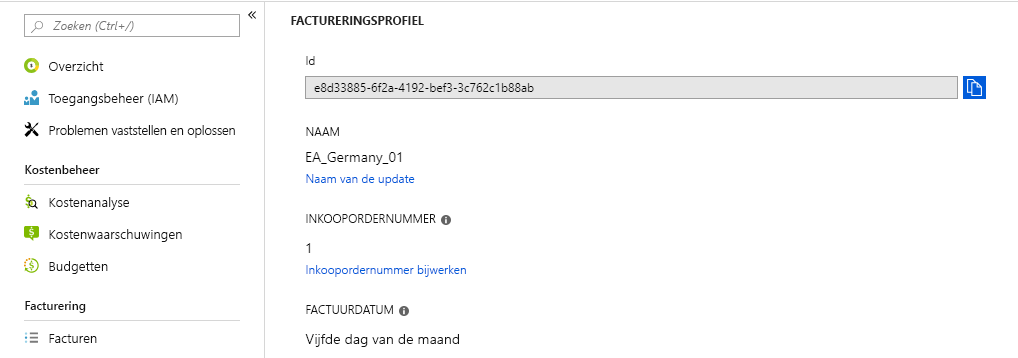 Zoeken (Ctrl+/)
«
Overzicht
Toegangsbeheer (IAM)
Problemen vaststellen en oplossen
Kostenbeheer
Kostenanalyse
Kostenwaarschuwingen
Budgetten
Facturering
Facturen
FACTURERINGSPROFIEL
Id
e8d33885-6f2a-4192-bef3-3c762c1b88ab
NAAM
EA_Germany_01
Naam van de update
INKOOPORDERNUMMER
1
Inkoopordernummer bijwerken
FACTUURDATUM
Vijfde dag van de maand